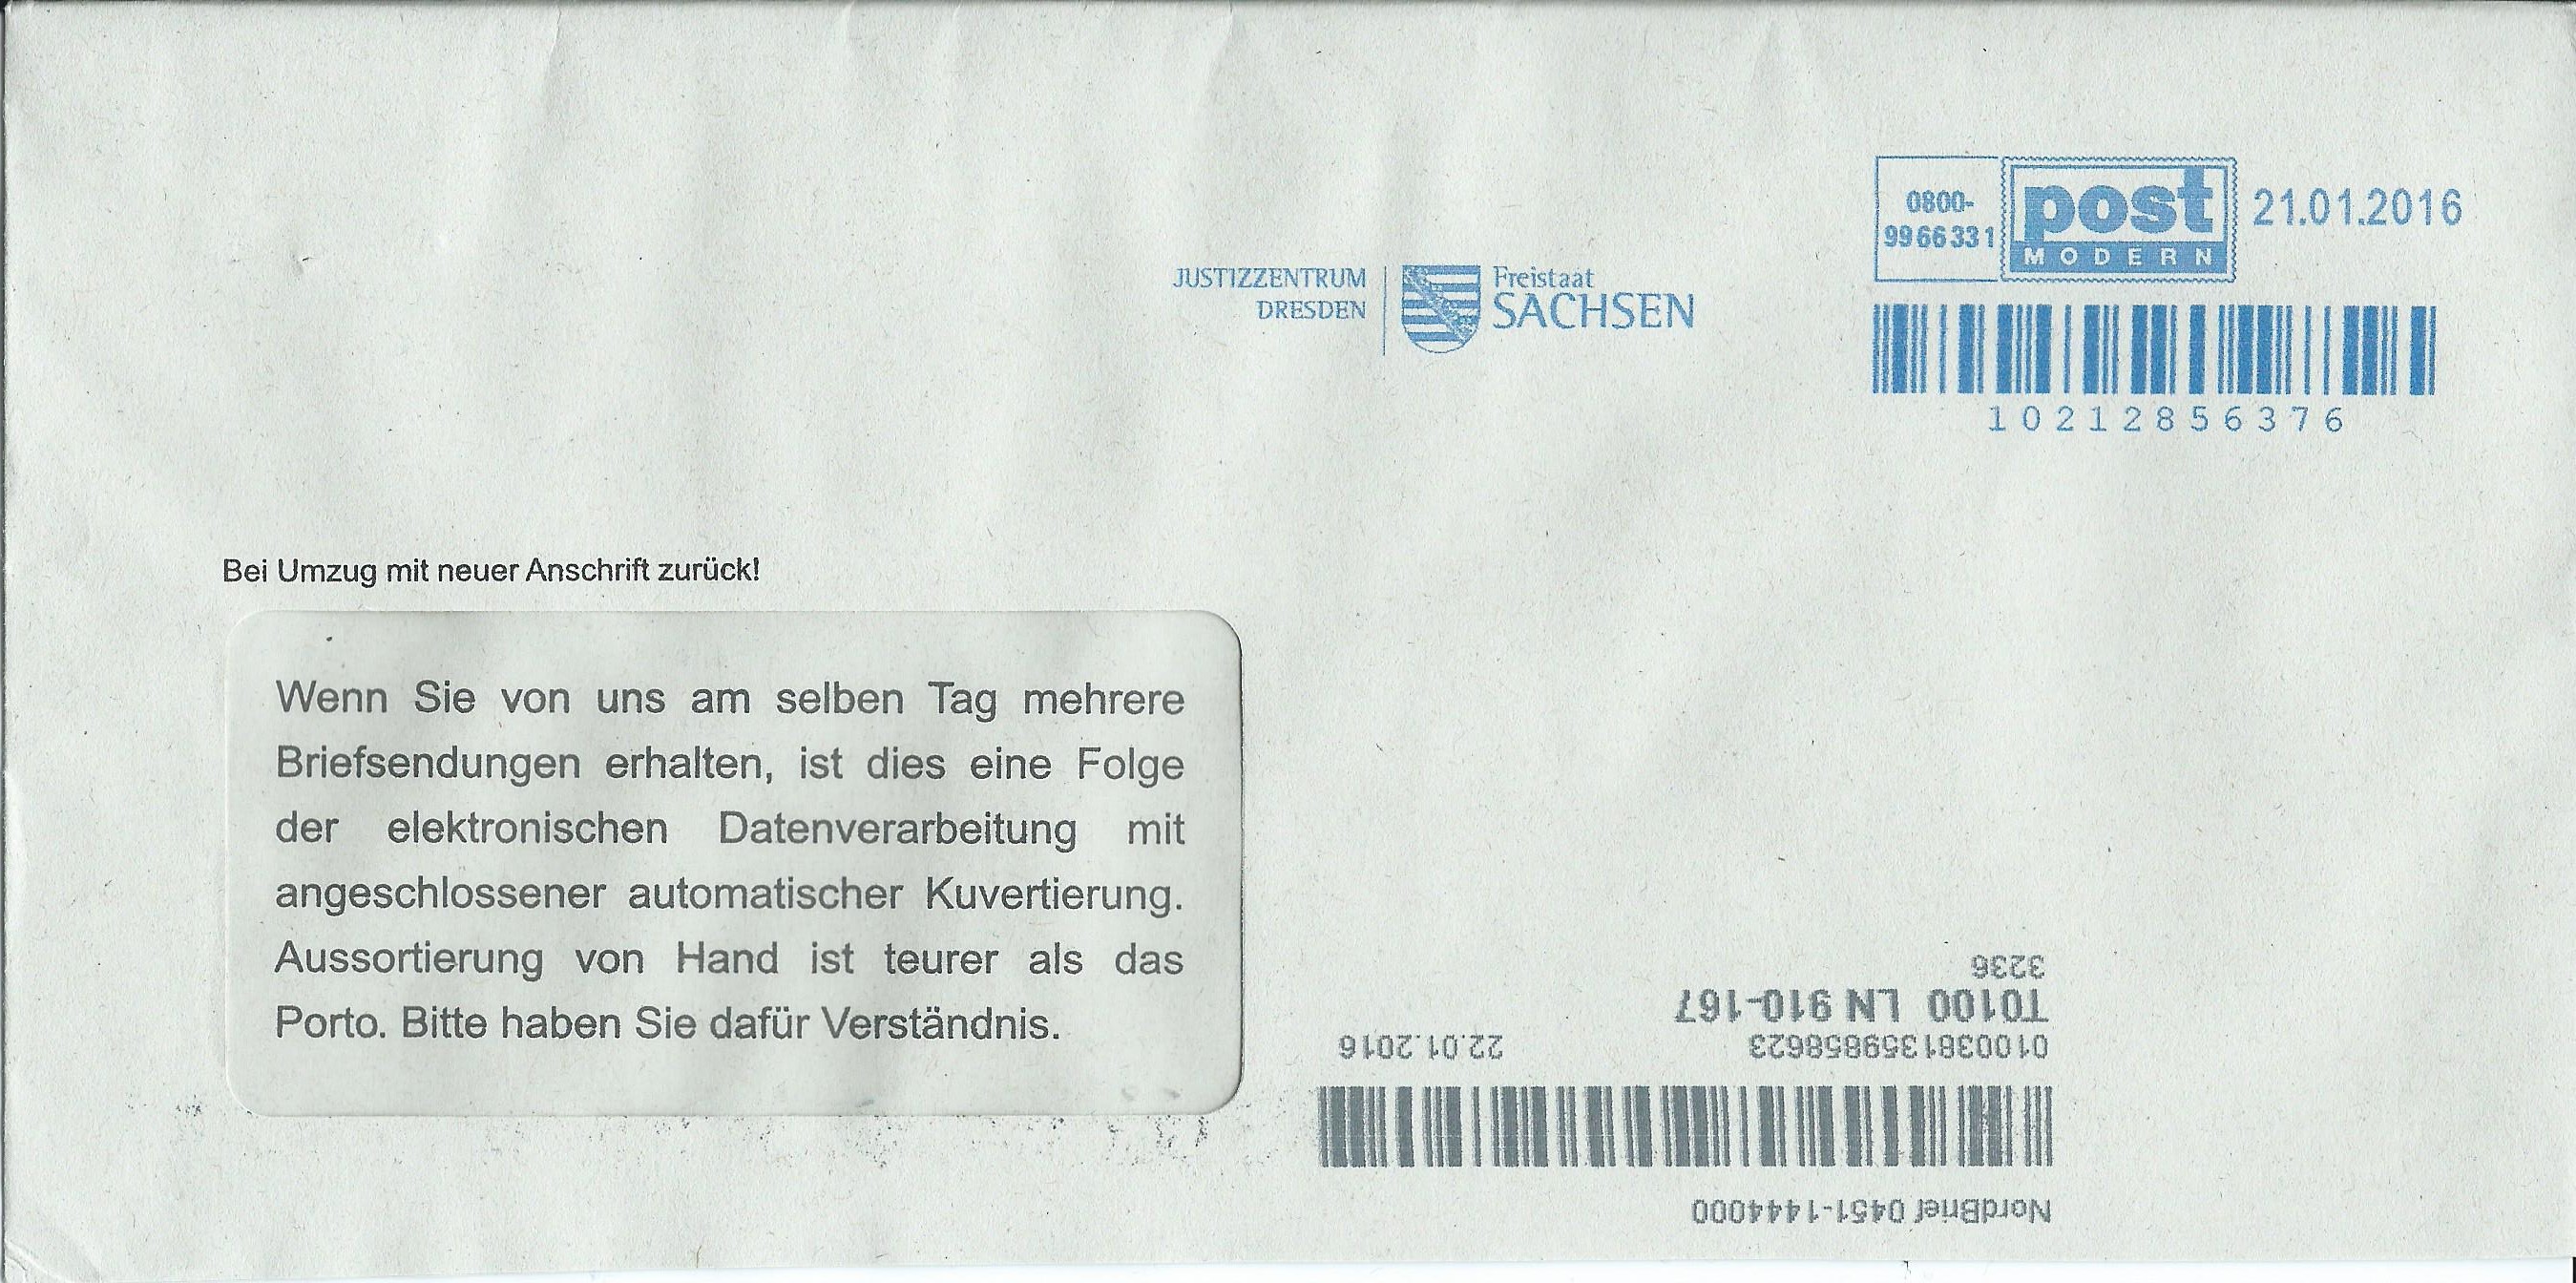 0800-
9966331
post
MODERN
21.01.2016
JUSTIZZENTRUM
DRESDEN
Freistaat
SACHSEN
10212856376
Bei Umzug mit neuer Anschrift zurück!
Wenn Sie von uns am selben Tag mehrere
Briefsendungen erhalten, ist dies eine Folge
der elektronischen Datenverarbeitung mit
angeschlossener automatischer Kuvertierung.
Aussortierung von Hand ist teurer als das
Porto. Bitte haben Sie dafür Verständnis.
NordBrief 0451-1444000
0100381359858623 22.01.2016
T0100 LN 910-167
3236